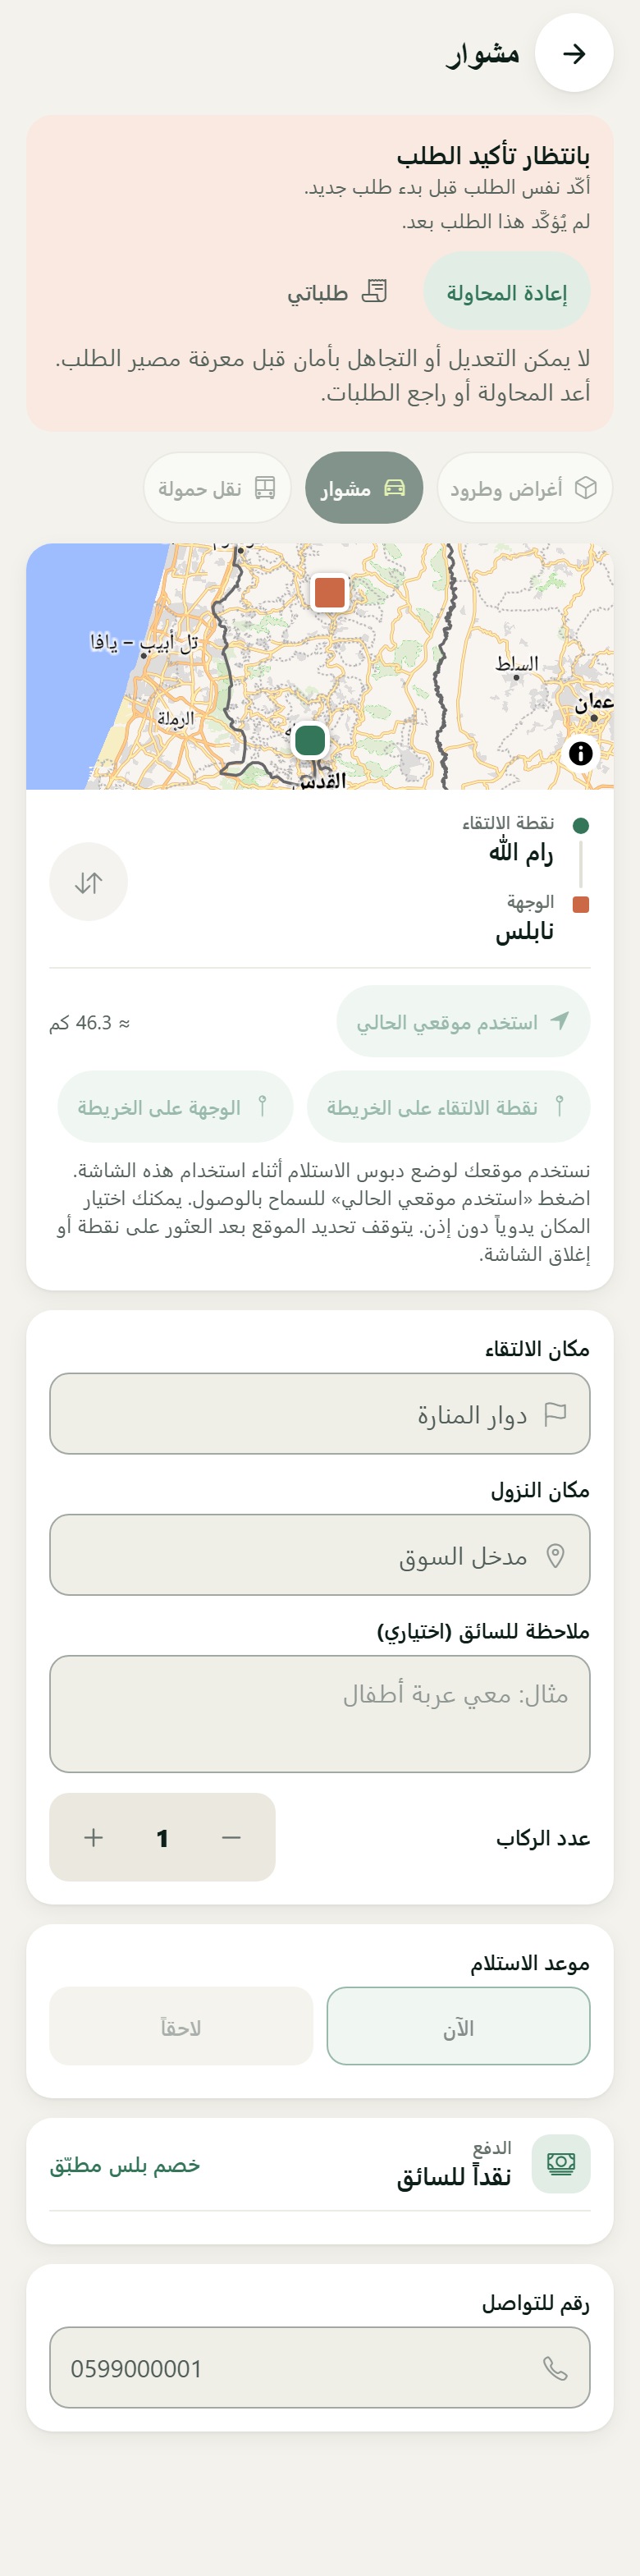 مشوار
بانتظار تأكيد الطلب
أكّد نفس الطلب قبل بدء طلب جديد.
لم يُؤكَّد هذا الطلب بعد.
إعادة المحاولة
طلباتي
لا يمكن التعديل أو التجاهل بأمان قبل معرفة مصير الطلب.
أعد المحاولة أو راجع الطلبات.
أغراض وطرود
مشوار
نقل حمولة
تل أبيب – يافا
السلط
عمان
الرملة
القدس
نقطة الالتقاء
رام الله
الوجهة
نابلس
استخدم موقعي الحالي
≈ 46.3 كم
نقطة الالتقاء على الخريطة
الوجهة على الخريطة
نستخدم موقعك لوضع دبوس الاستلام أثناء استخدام هذه الشاشة.
اضغط «استخدم موقعي الحالي» للسماح بالوصول. يمكنك اختيار
المكان يدوياً دون إذن. يتوقف تحديد الموقع بعد العثور على نقطة أو
إغلاق الشاشة.
مكان الالتقاء
دوار المنارة
مكان النزول
مدخل السوق
ملاحظة للسائق (اختياري)
مثال: معي عربة أطفال
عدد الركاب
1
موعد الاستلام
الآن
لاحقاً
الدفع
نقداً للسائق
خصم بلس مطبّق
رقم للتواصل
0599000001